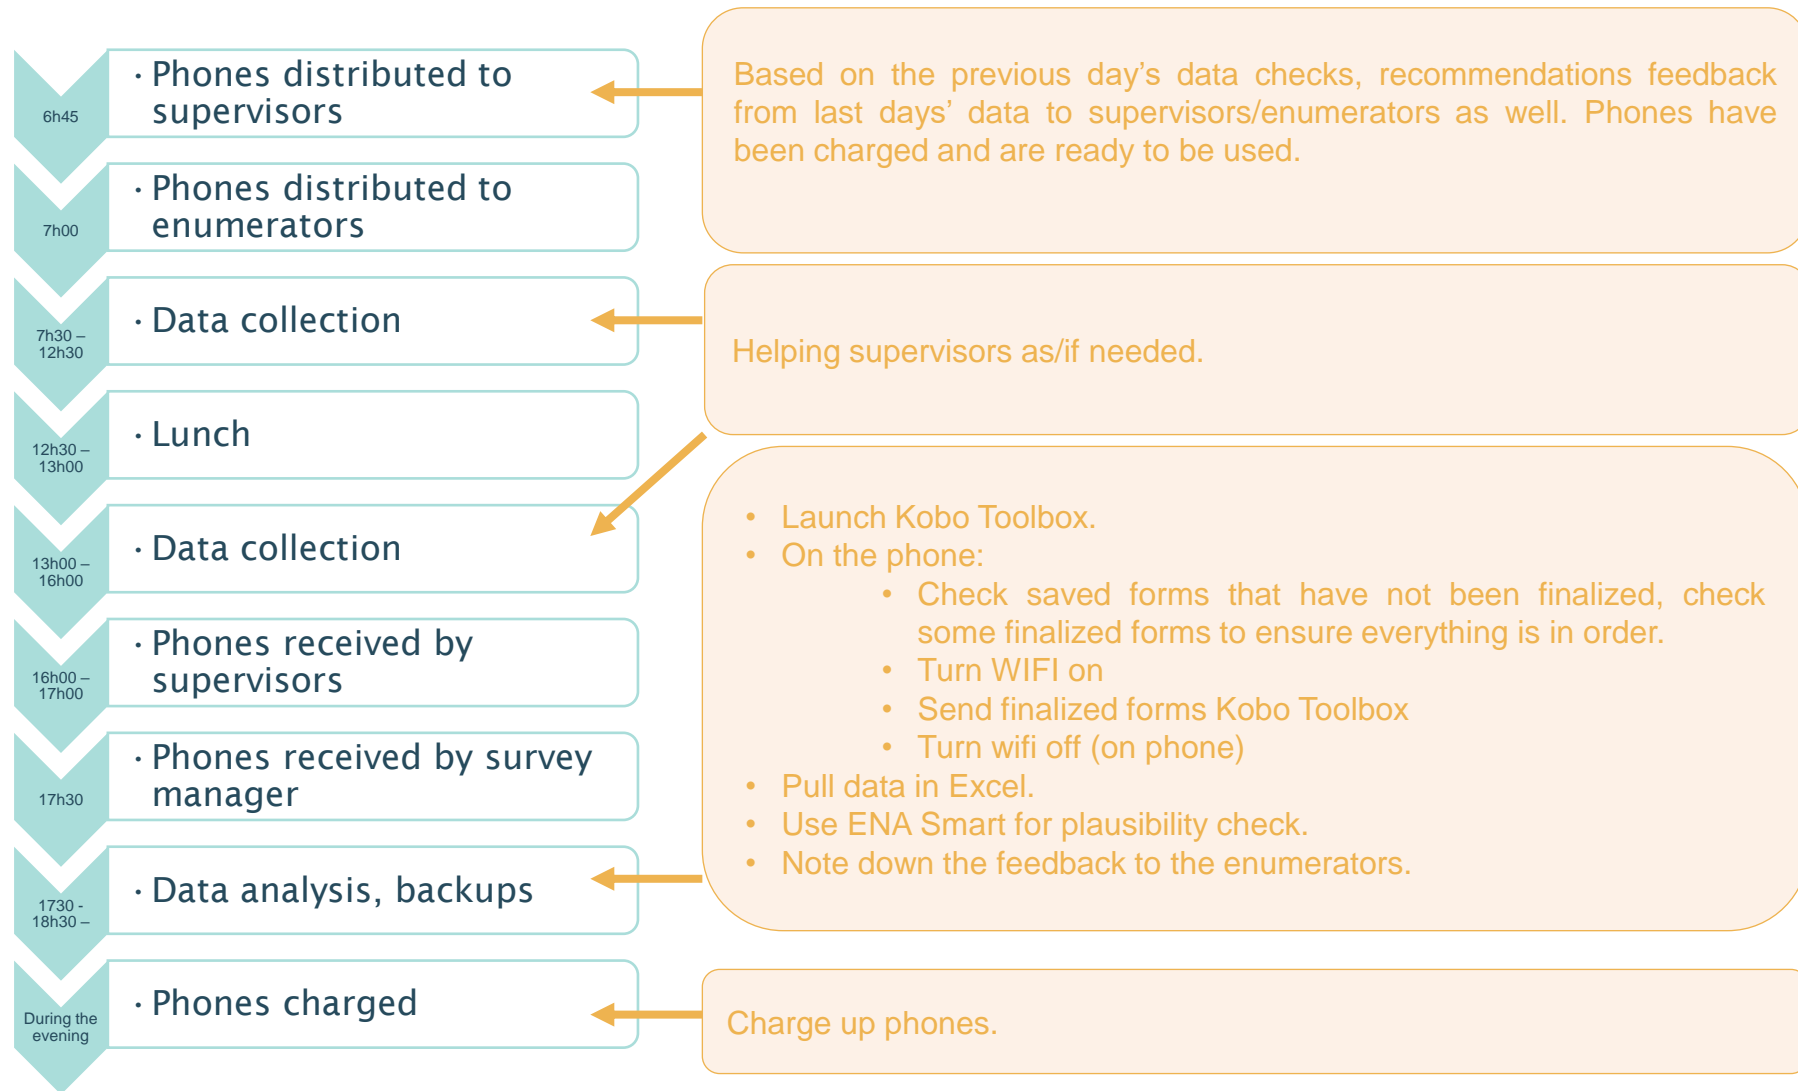 6h45
· Phones distributed to
supervisors
Based on the previous day's data checks, recommendations feedback
from last days' data to supervisors/enumerators as well. Phones have
been charged and are ready to be used.
7h00
· Phones distributed to
enumerators
7h30 –
12h30
· Data collection
Helping supervisors as/if needed.
12h30 –
13h00
· Lunch
13h00 –
16h00
· Data collection
16h00 –
17h00
· Phones received by
supervisors
17h30
· Phones received by survey
manager
1730 -
18h30 –
· Data analysis, backups
• Launch Kobo Toolbox.
• On the phone:
• Check saved forms that have not been finalized, check
some finalized forms to ensure everything is in order.
• Turn WIFI on
• Send finalized forms Kobo Toolbox
• Turn wifi off (on phone)
• Pull data in Excel.
• Use ENA Smart for plausibility check.
• Note down the feedback to the enumerators.
During the
evening
· Phones charged
Charge up phones.